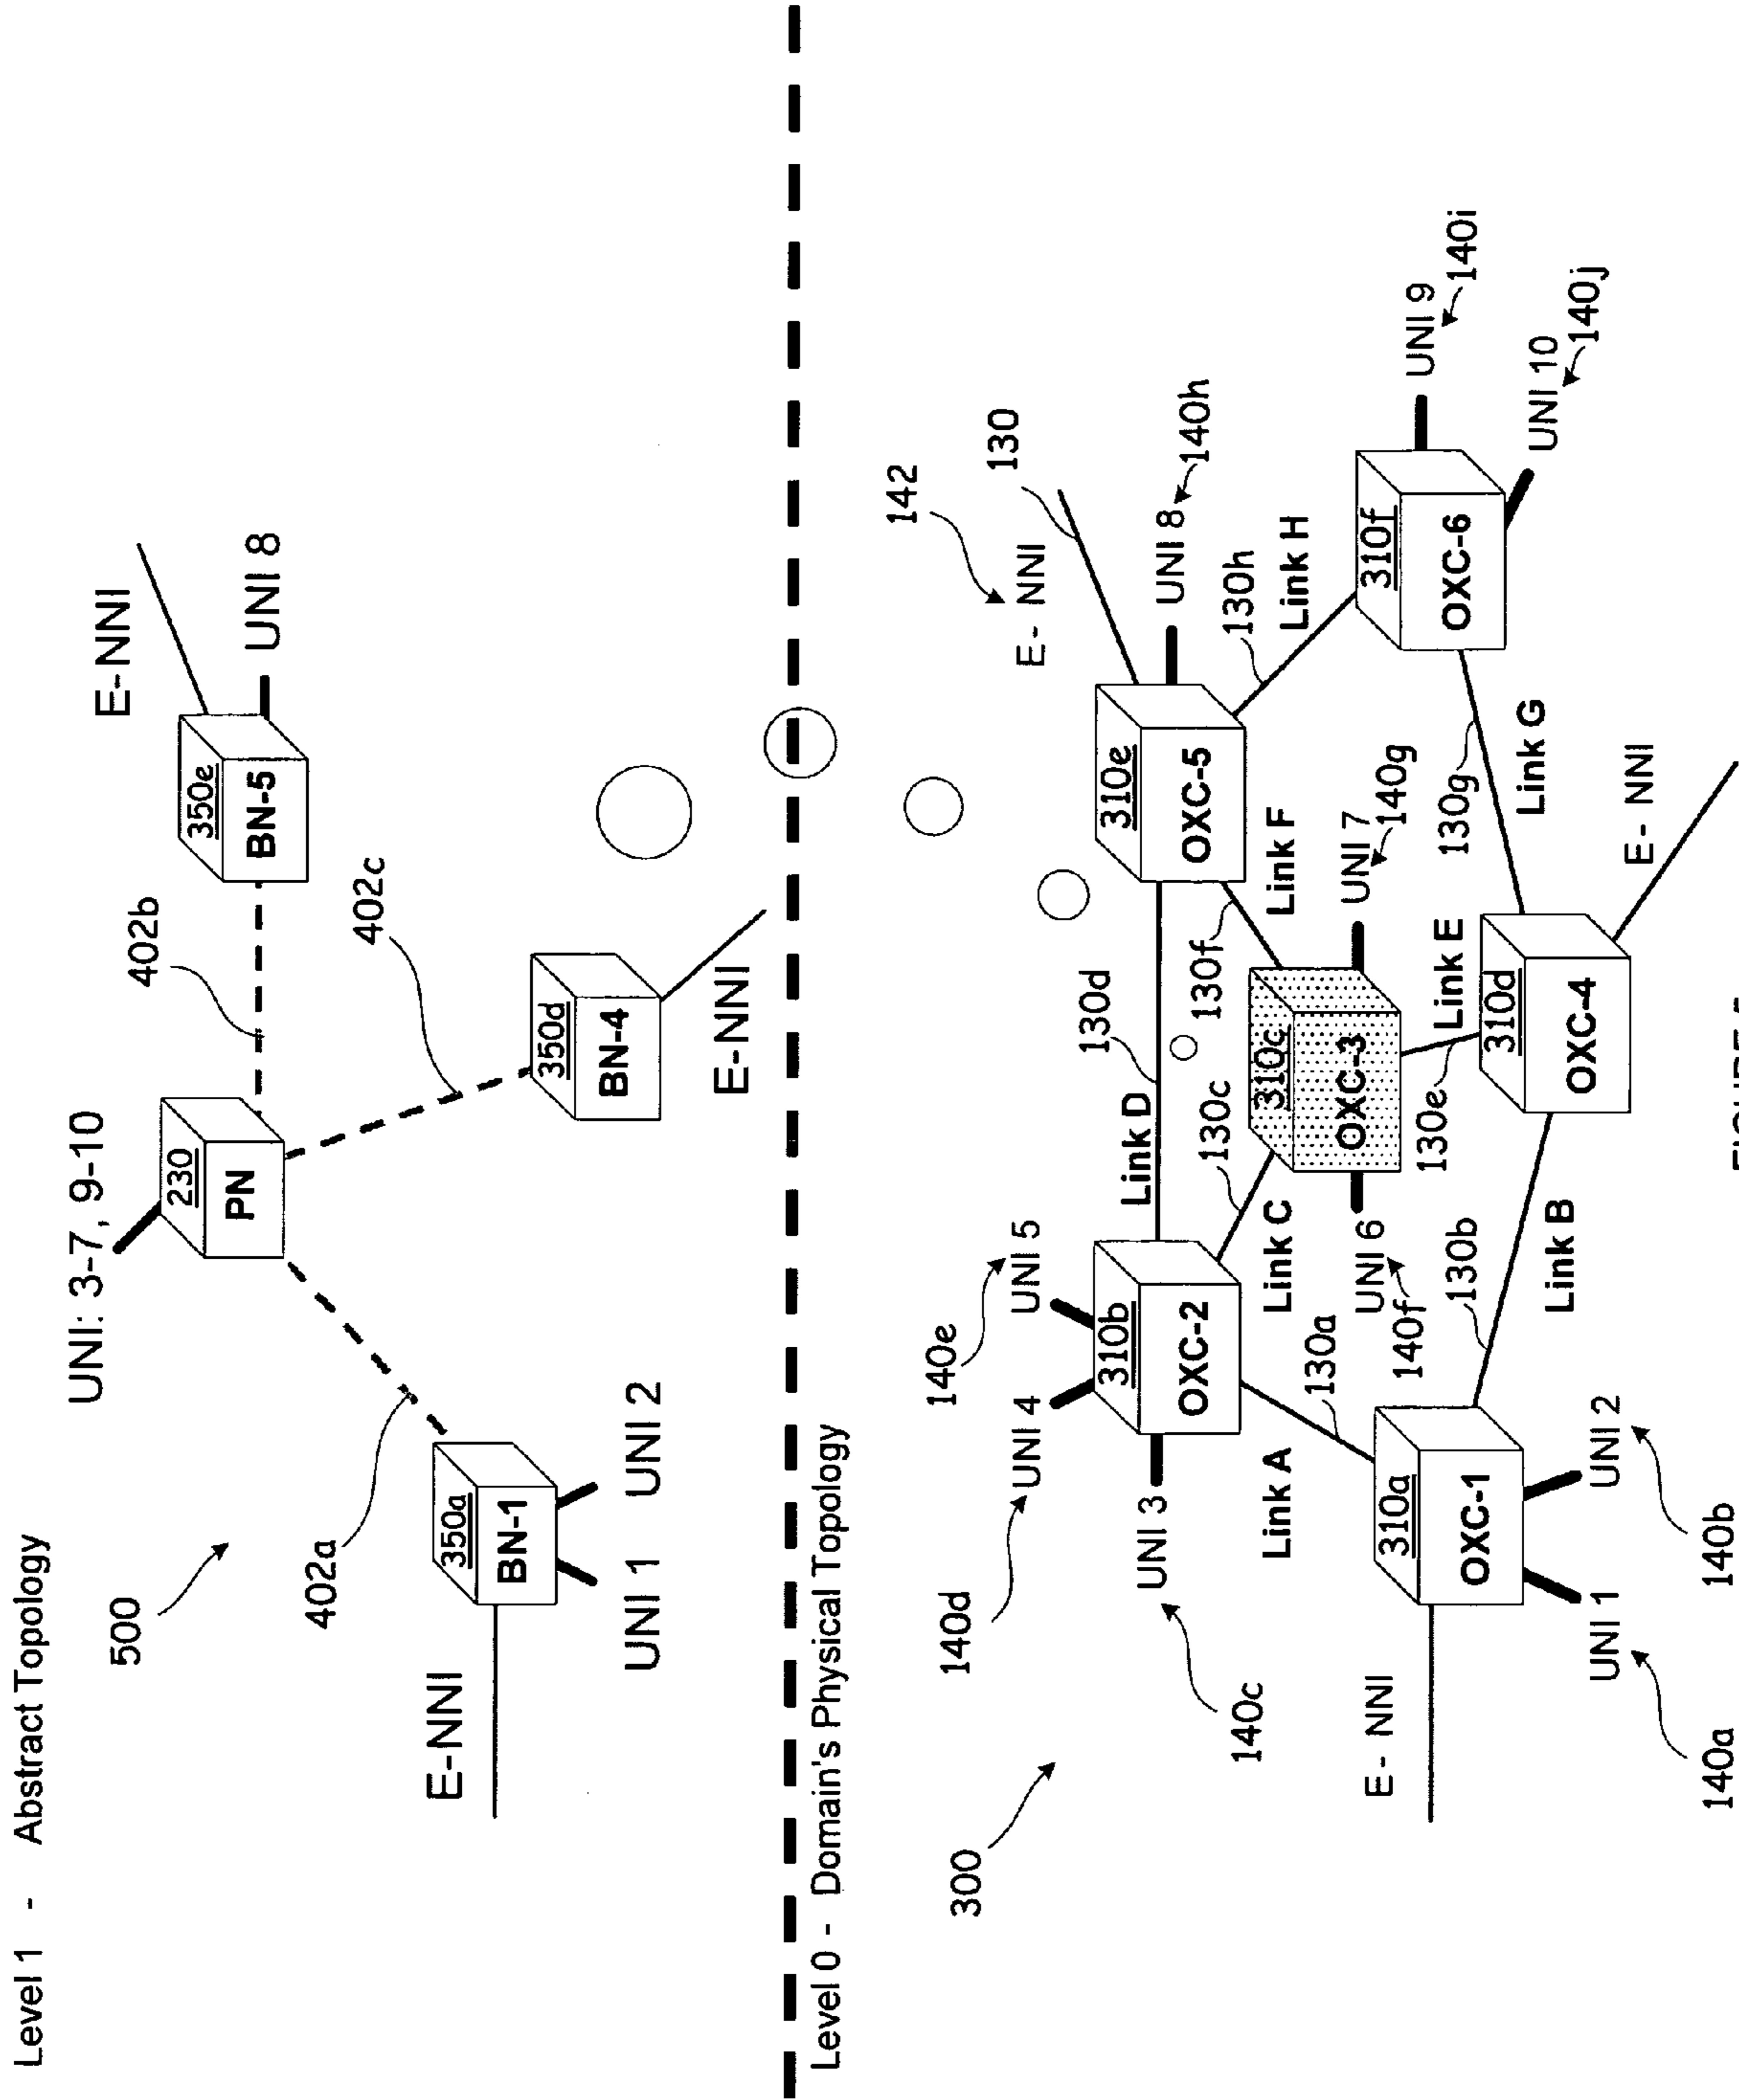 Level 1 - Abstract Topology
500
UNI: 3-7, 9-10
230
PN
402a
402b
402c
E-NNI
350a
BN-1
UNI 1
UNI 2
E-NNI
350e
BN-5
UNI 8
350d
BN-4
E-NNI
Level 0 - Domain's Physical Topology
300
142
E- NNI
130
140d
UNI 4
140e
UNI 5
UNI 3
140c
310b
OXC-2
Link D
130d
310e
OXC-5
UNI 8
140h
130h
Link H
Link A
130a
Link C
130c
130f
Link F
310c
OXC-3
UNI 6
140f
UNI 7
140g
E- NNI
310a
OXC-1
UNI 1
140a
UNI 2
140b
130b
Link B
130e
Link E
310d
OXC-4
E- NNI
130g
Link G
310f
OXC-6
UNI 9
140i
UNI 10
140j